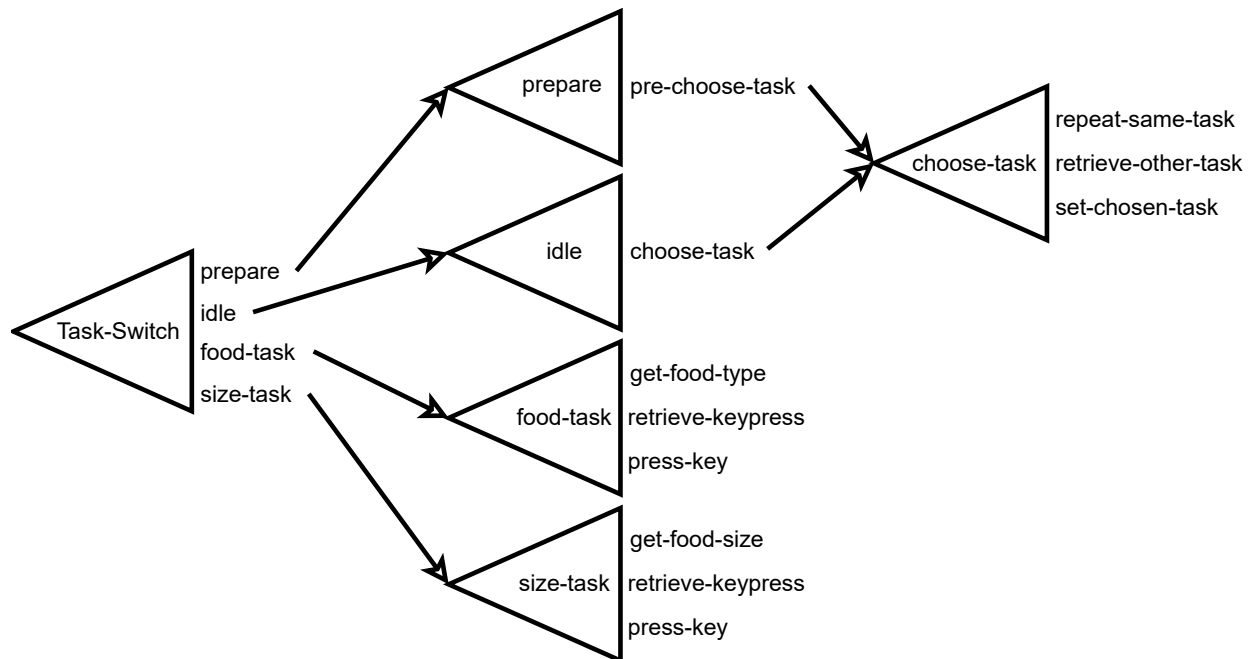 Task-Switch
prepare
idle
food-task
size-task
prepare
pre-choose-task
idle
choose-task
food-task
get-food-type
retrieve-keypress
press-key
size-task
get-food-size
retrieve-keypress
press-key
choose-task
repeat-same-task
retrieve-other-task
set-chosen-task